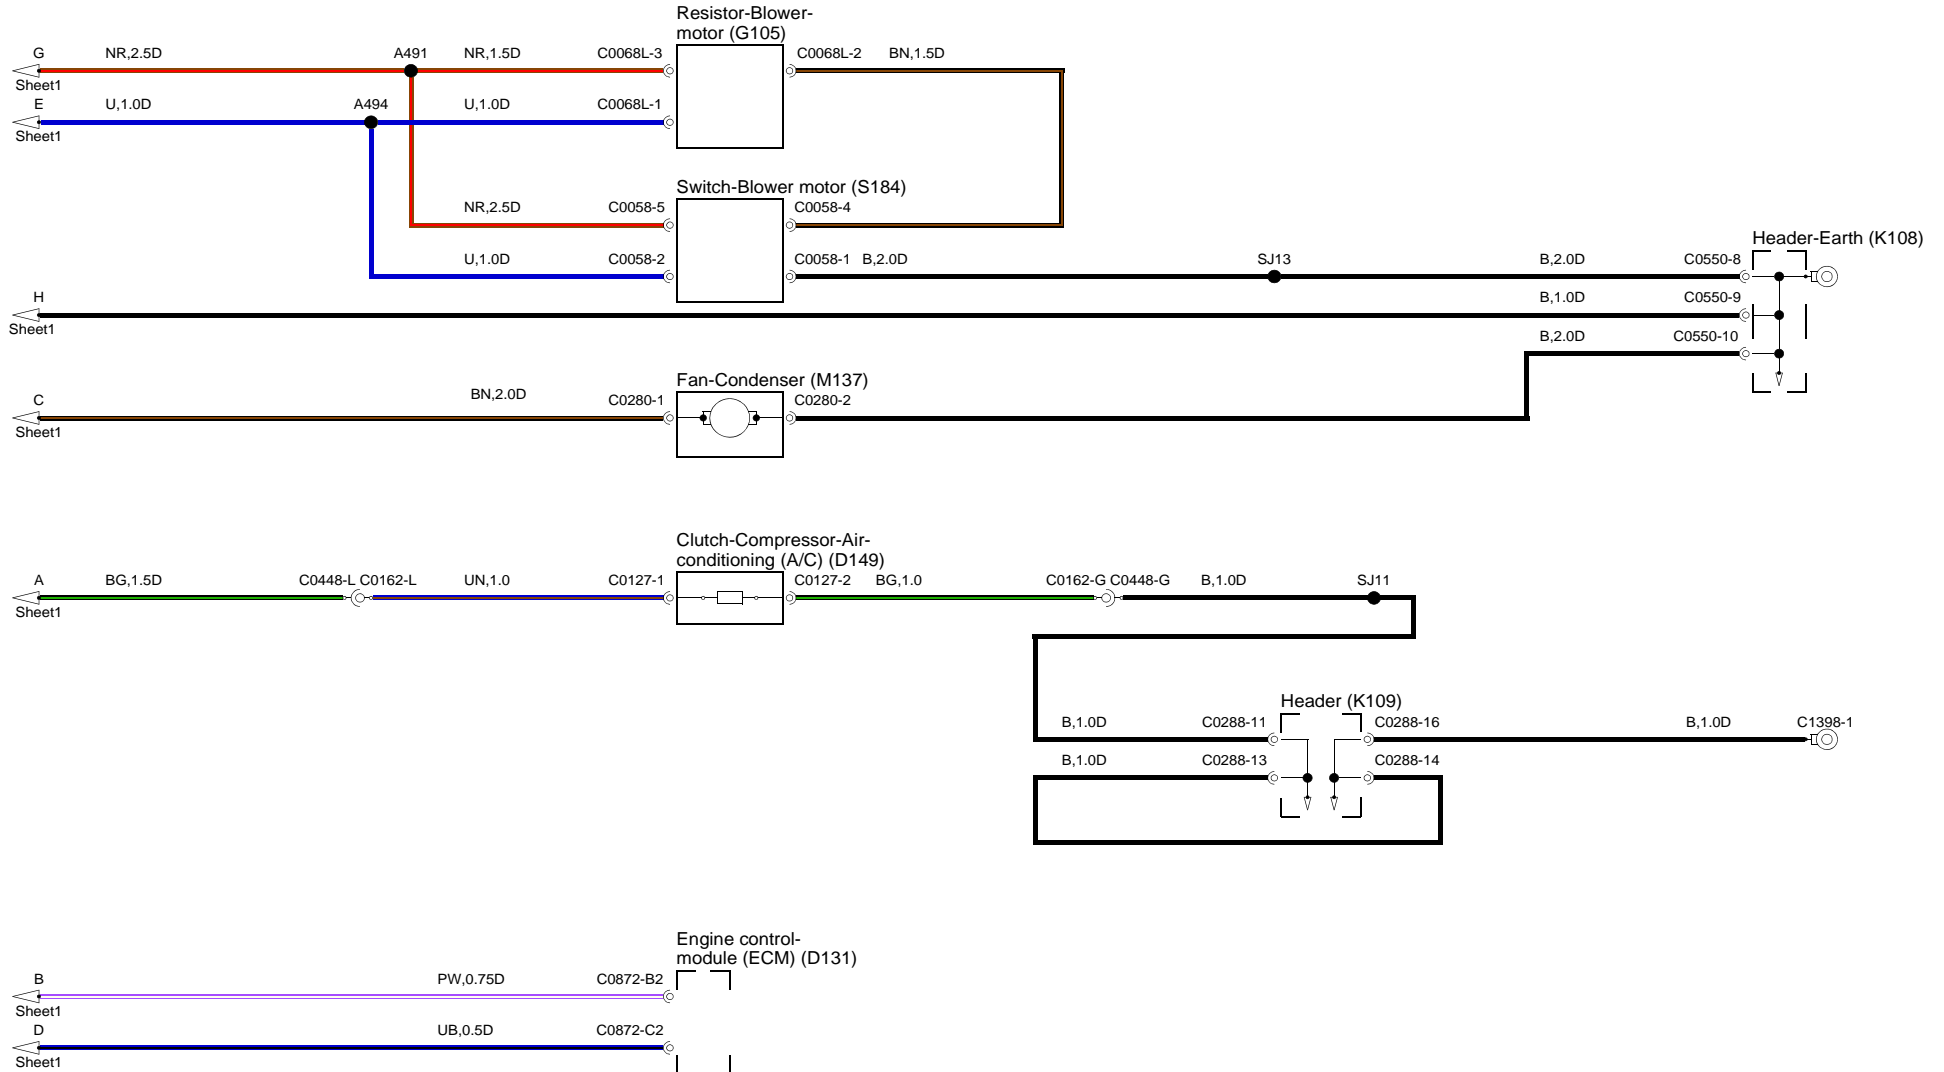 Resistor-Blower-
motor (G105)
G NR,2.5D A491 NR,1.5D C0068L-3 C0068L-2 BN,1.5D
Sheet1
E U,1.0D A494 U,1.0D C0068L-1
Sheet1
Switch-Blower motor (S184)
NR,2.5D C0058-5 C0058-4
Header-Earth (K108)
U,1.0D C0058-2 C0058-1 B,2.0D SJ13 B,2.0D C0550-8
H B,1.0D C0550-9
Sheet1
B,2.0D C0550-10
Fan-Condenser (M137)
C BN,2.0D C0280-1 C0280-2
Sheet1
Clutch-Compressor-Air-
conditioning (A/C) (D149)
A BG,1.5D C0448-L C0162-L UN,1.0 C0127-1 C0127-2 BG,1.0 C0162-G C0448-G B,1.0D SJ11
Sheet1
Header (K109)
B,1.0D C0288-11 C0288-16 B,1.0D C1398-1
B,1.0D C0288-13 C0288-14
Engine control-
module (ECM) (D131)
B PW,0.75D C0872-B2
Sheet1
D UB,0.5D C0872-C2
Sheet1